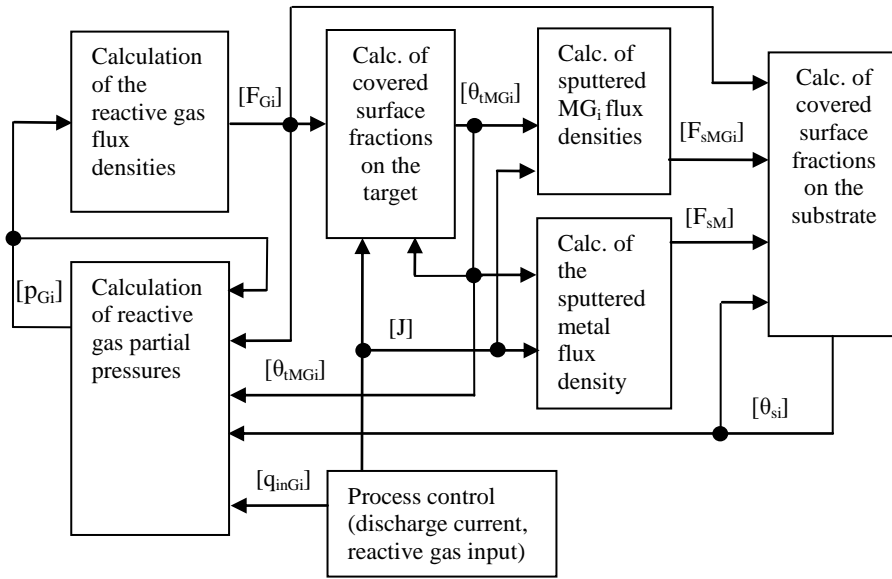 Calculation
of the
reactive gas
flux
densities
[F_Gi]
Calc. of
covered
surface
fractions
on the
target
[θ_tMGi]
Calc. of
sputtered
MG_i flux
densities
[F_sMGi]
Calc. of
covered
surface
fractions
on the
substrate
[p_Gi]
Calculation
of reactive
gas partial
pressures
[J]
[θ_tMGi]
Calc. of
the
sputtered
metal
flux
density
[F_sM]
[θ_si]
[q_inGi]
Process control
(discharge current,
reactive gas input)